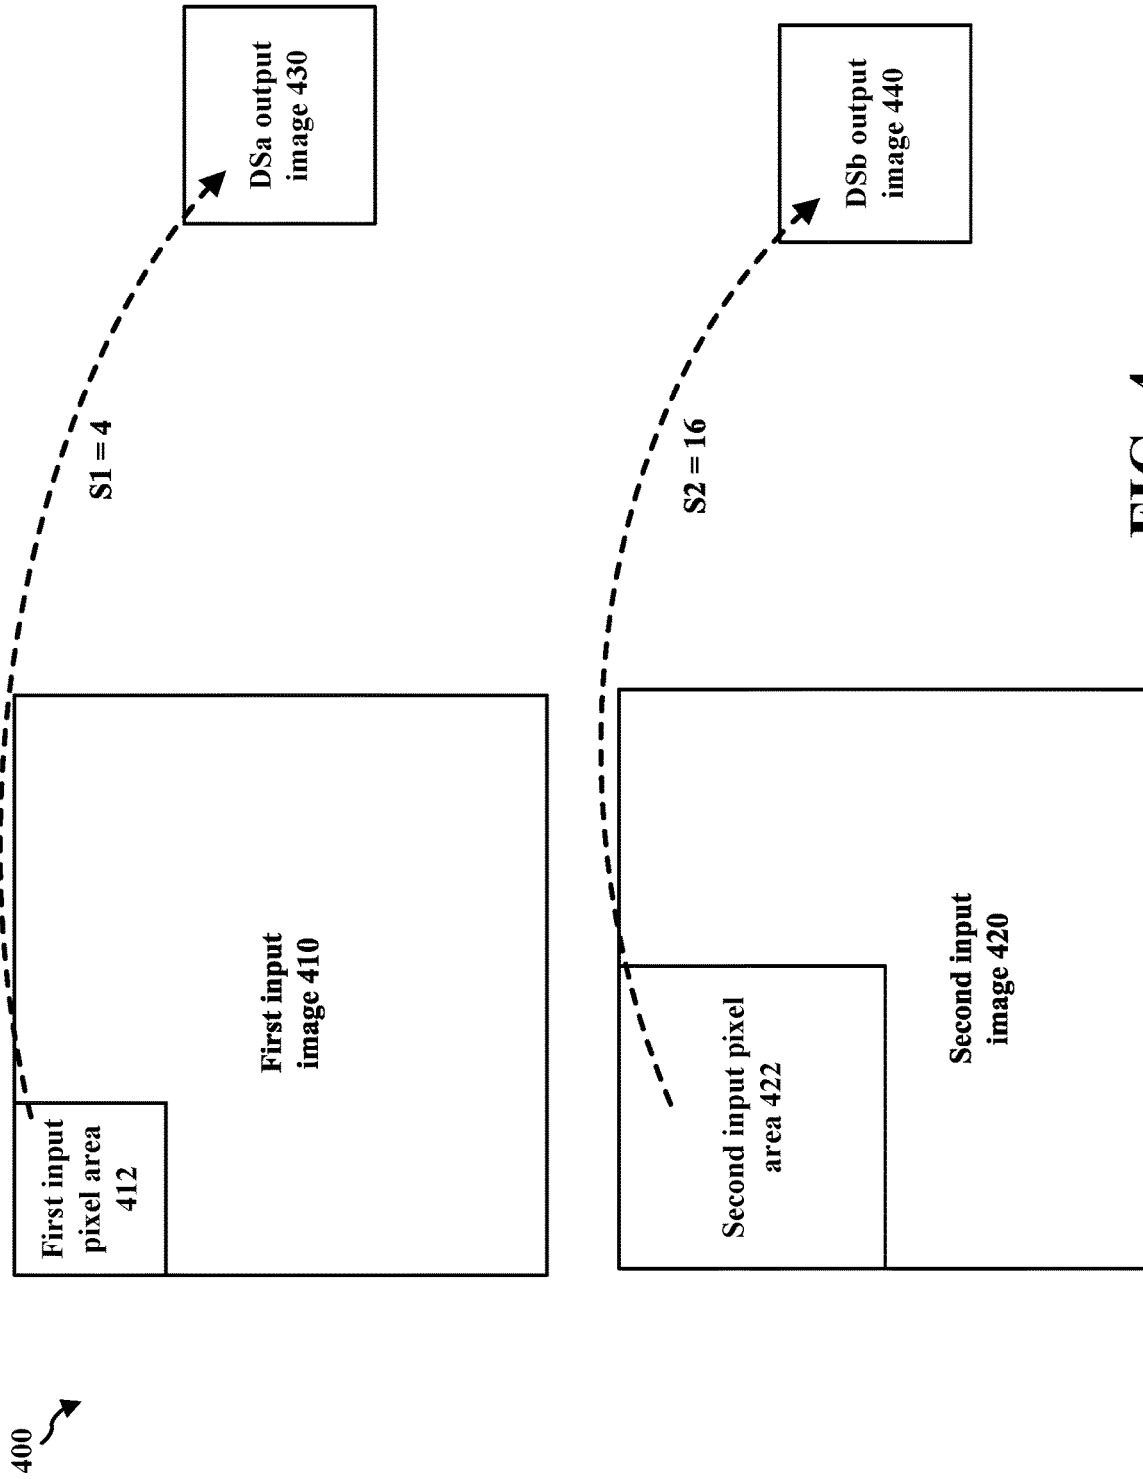 400
First input
pixel area
412
First input
image 410
S1 = 4
DSa output
image 430
Second input pixel
area 422
Second input
image 420
S2 = 16
DSb output
image 440
FIG. 4